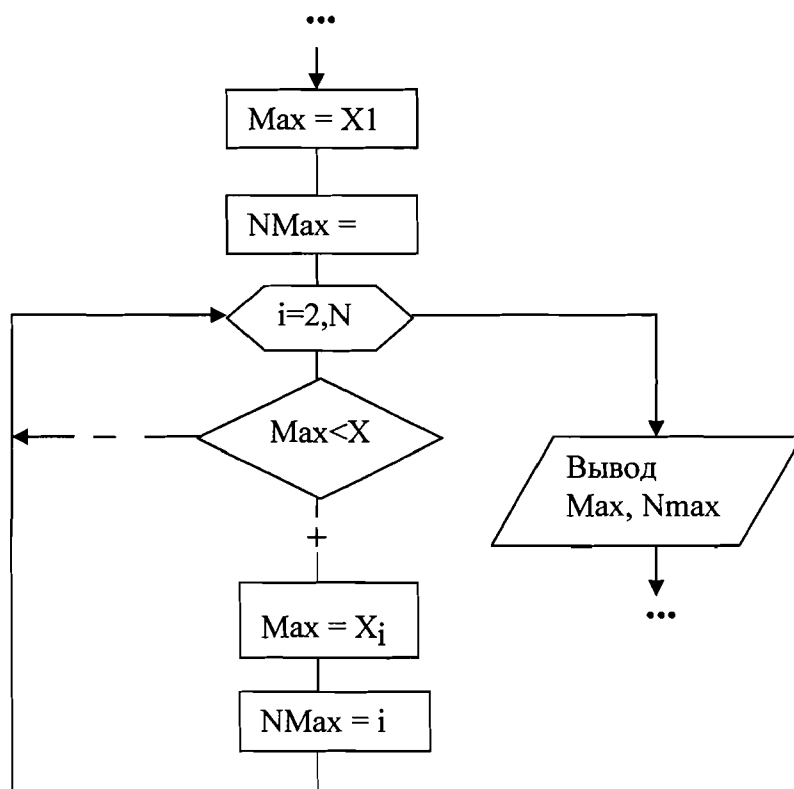 ...
Max = X1
NMax =
i=2,N
Max<X
+
Max = Xi
NMax = i
Вывод
Max, Nmax
...